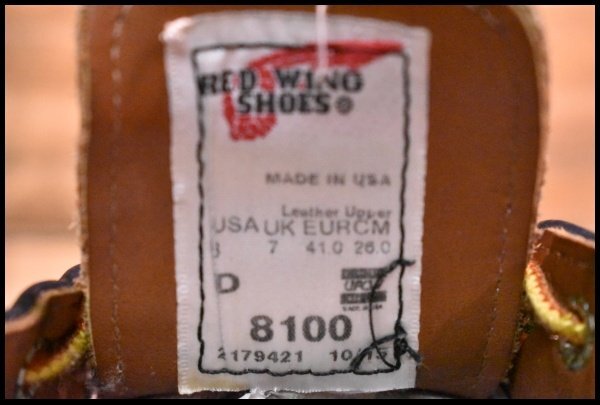 RED WING
SHOES®
MADE IN USA
Leather Upper
USA UK EUR CM
8 7 41.0 26.0
D
8100
2179421 10/15